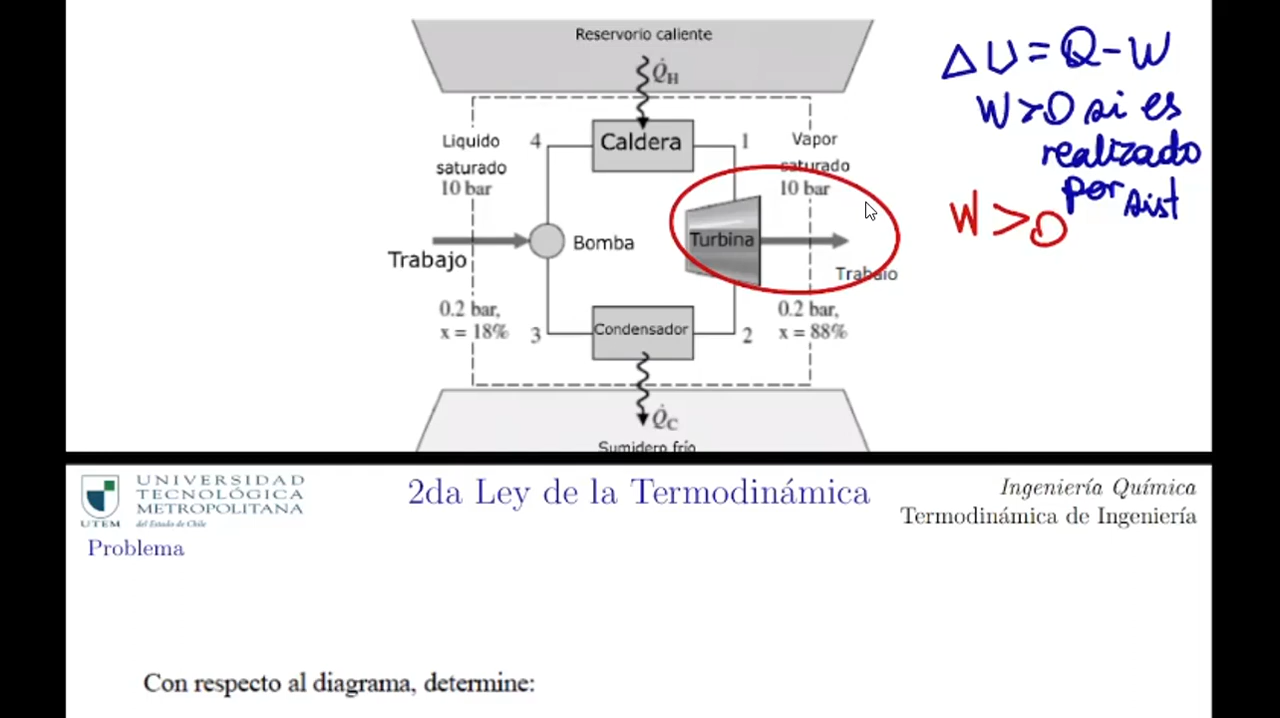 Reservorio caliente
Q̇H
Liquido
saturado
10 bar
4
Caldera
1
Vapor
saturado
10 bar
Trabajo
Bomba
Turbina
Trabajo
0.2 bar,
x = 18%
3
Condensador
2
0.2 bar,
x = 88%
Q̇C
Sumidero frío
ΔU = Q - W
W > 0 si es
realizado
por sist
W > 0
UTEM
UNIVERSIDAD
TECNOLÓGICA
METROPOLITANA
del Estado de Chile
2da Ley de la Termodinámica
Ingeniería Química
Termodinámica de Ingeniería
Problema
Con respecto al diagrama, determine: